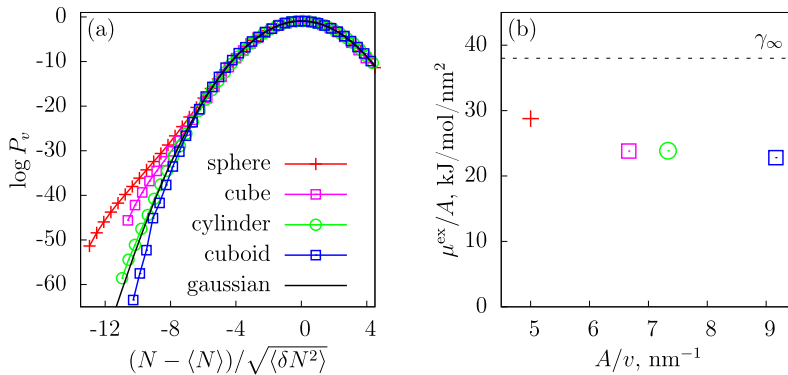 (a)
log P_v
0
-10
-20
-30
-40
-50
-60
sphere
cube
cylinder
cuboid
gaussian
-12 -8 -4 0 4
(N − ⟨N⟩)/√⟨δN²⟩
(b)
γ∞
μ^ex/A, kJ/mol/nm²
40
30
20
10
0
5 6 7 8 9
A/v, nm⁻¹